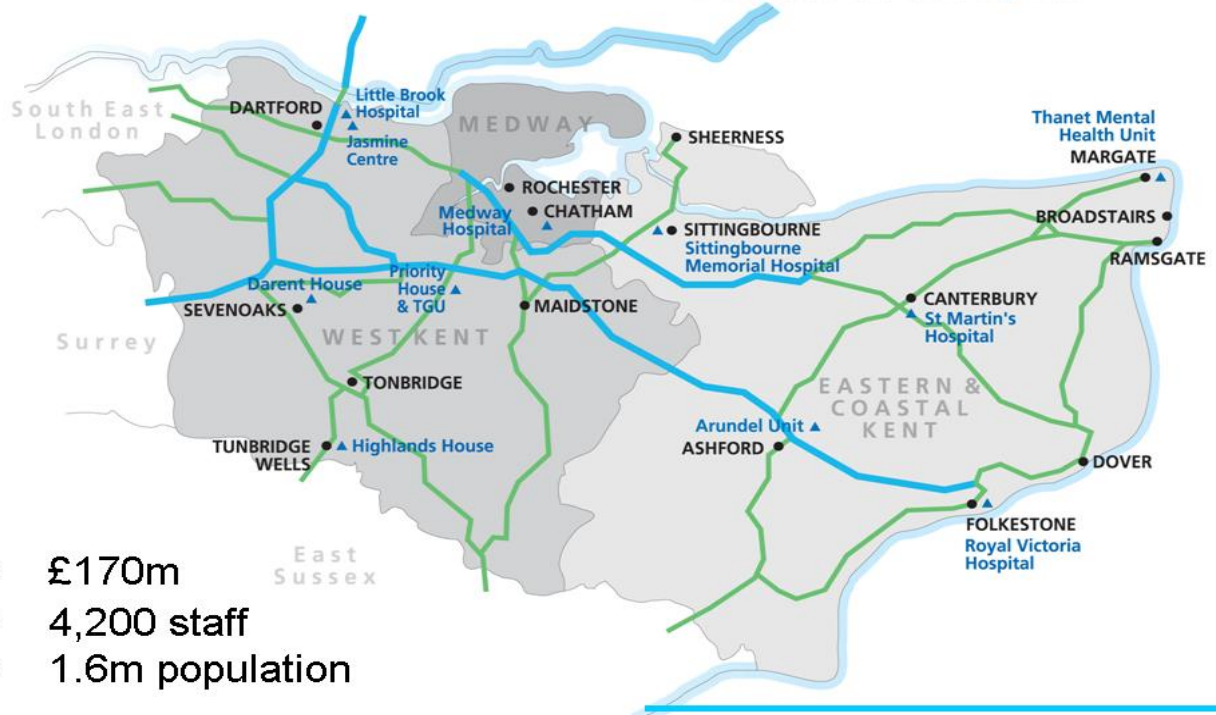 South East
London
DARTFORD
Little Brook
Hospital
Jasmine
Centre
MEDWAY
SHEERNESS
Thanet Mental
Health Unit
MARGATE
ROCHESTER
CHATHAM
Medway
Hospital
BROADSTAIRS
SITTINGBOURNE
Sittingbourne
Memorial Hospital
RAMSGATE
Darent House
Priority
House
& TGU
SEVENOAKS
MAIDSTONE
CANTERBURY
St Martin's
Hospital
Surrey
WEST KENT
TONBRIDGE
EASTERN &
COASTAL
KENT
Arundel Unit
ASHFORD
TUNBRIDGE
WELLS
Highlands House
DOVER
FOLKESTONE
Royal Victoria
Hospital
East
Sussex
£170m
4,200 staff
1.6m population